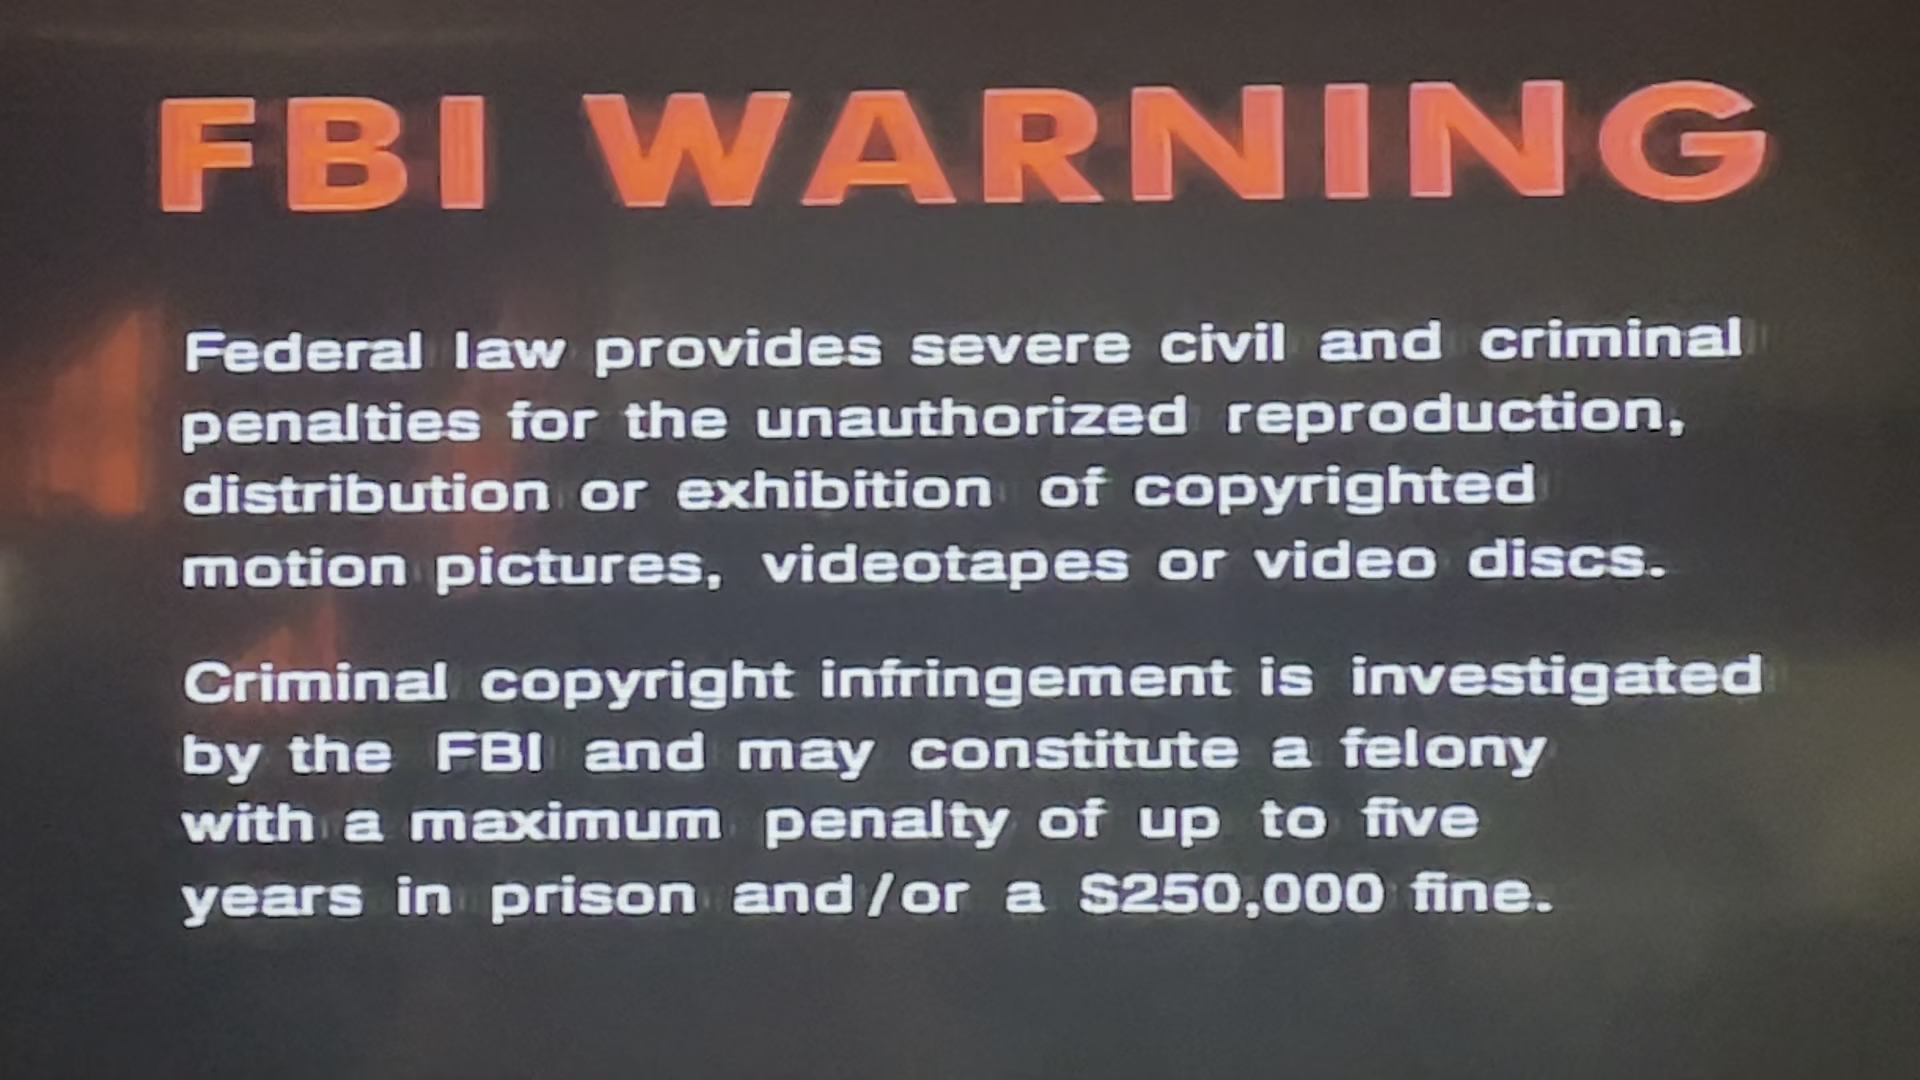 FBI WARNING
Federal law provides severe civil and criminal
penalties for the unauthorized reproduction,
distribution or exhibition of copyrighted
motion pictures, videotapes or video discs.
Criminal copyright infringement is investigated
by the FBI and may constitute a felony
with a maximum penalty of up to five
years in prison and/or a $250,000 fine.